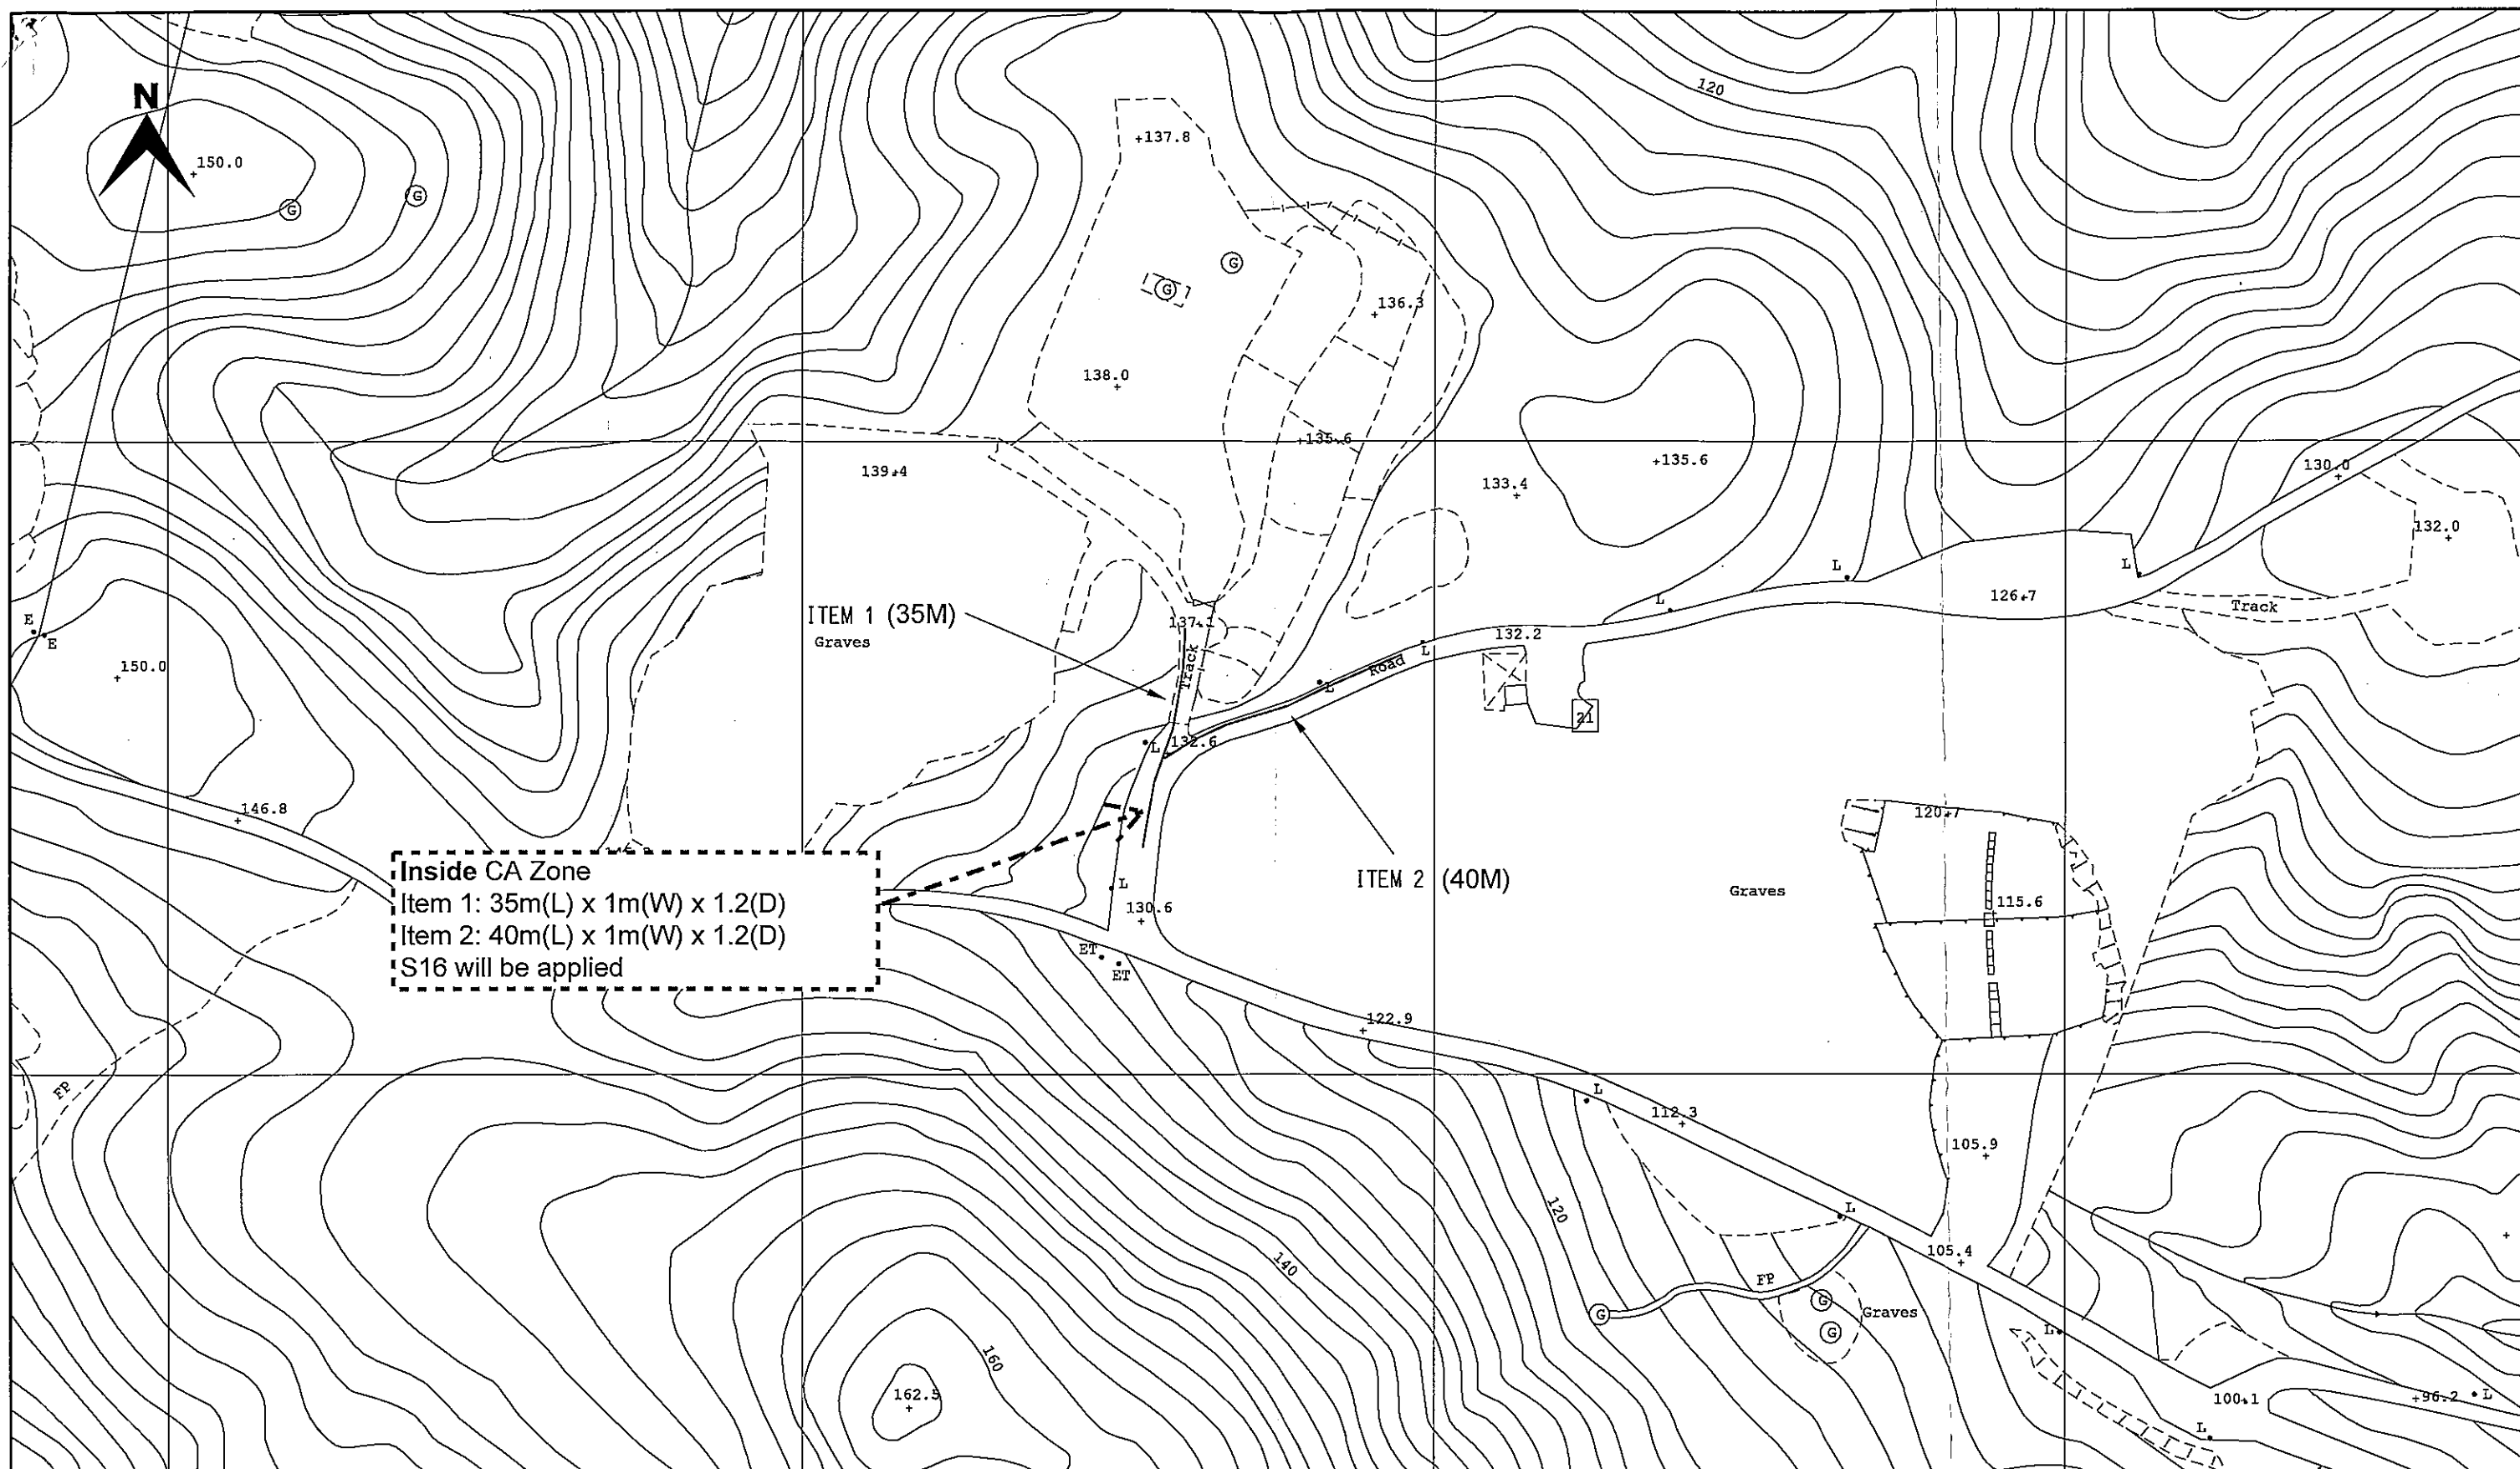 120
N
+137.8
150.0
G
G
G
G
136.3
138.0
+135.6
139.4
133.4
+135.6
130.0
132.0
L
L
126.7
Track
L
E
E
ITEM 1 (35M)
Graves
137.1
132.2
L
150.0
Track
Road
L
21
L
132.6
146.8
120.7
Inside CA Zone
Item 1: 35m(L) x 1m(W) x 1.2(D)
Item 2: 40m(L) x 1m(W) x 1.2(D)
S16 will be applied
ITEM 2 (40M)
L
Graves
115.6
130.6
ET
ET
122.9
FP
L
112.3
105.9
120
L
140
105.4
FP
G
G
G
Graves
L
160
162.5
100.1
+96.2
L
L